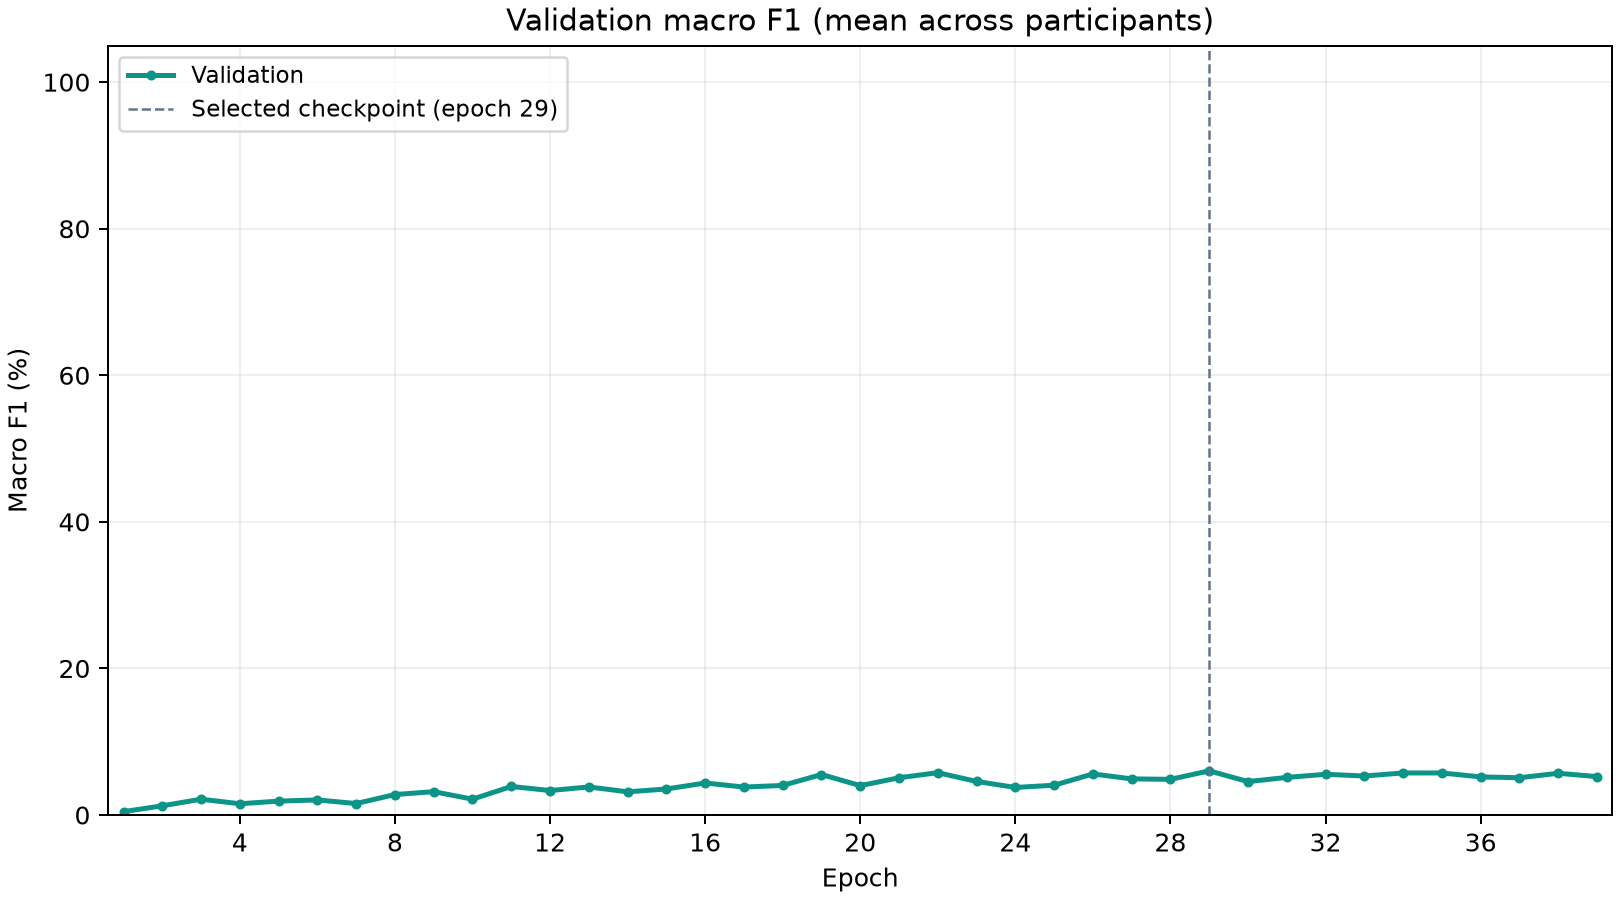 Validation macro F1 (mean across participants)
Validation
Selected checkpoint (epoch 29)
100
80
60
40
20
0
Macro F1 (%)
4 8 12 16 20 24 28 32 36
Epoch